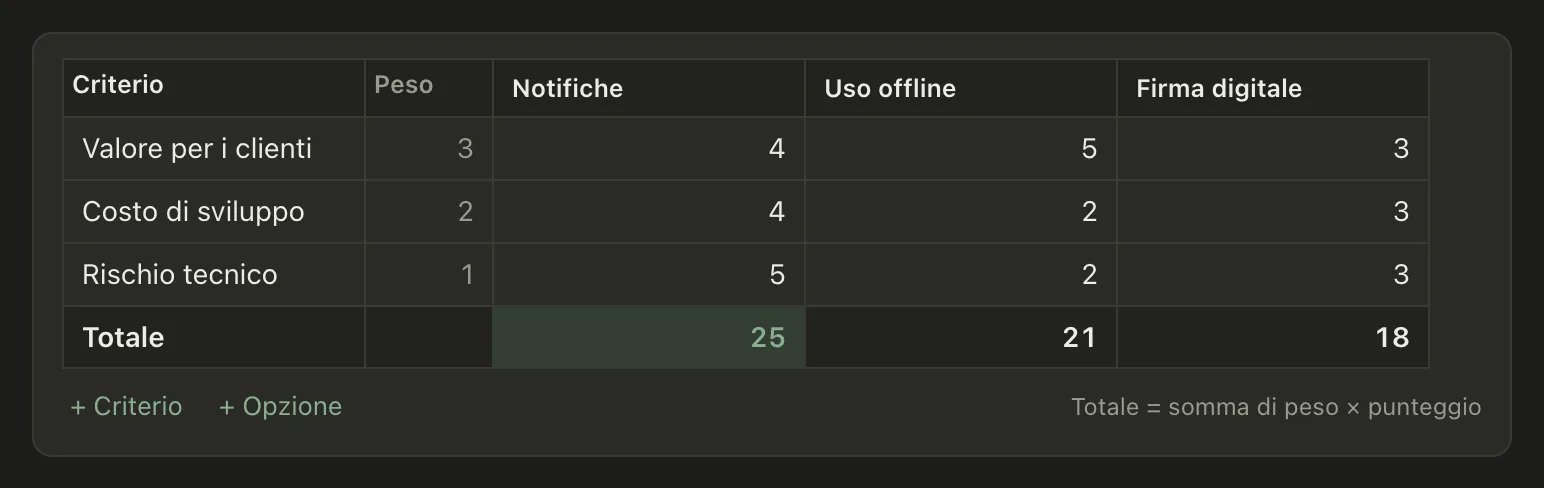 Criterio Peso Notifiche Uso offline Firma digitale
Valore per i clienti 3 4 5 3
Costo di sviluppo 2 4 2 3
Rischio tecnico 1 5 2 3
Totale 25 21 18
+ Criterio + Opzione Totale = somma di peso × punteggio